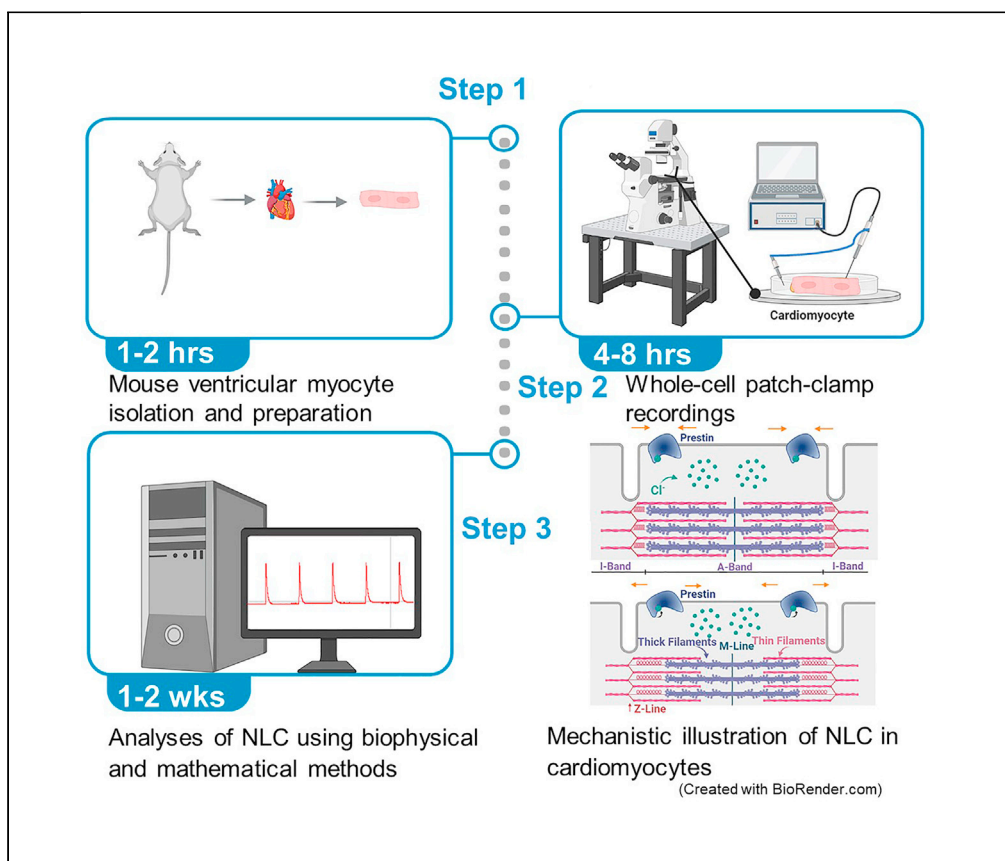 Step 1
1-2 hrs
Mouse ventricular myocyte
isolation and preparation
Cardiomyocyte
4-8 hrs
Step 2
Whole-cell patch-clamp
recordings
Step 3
1-2 wks
Analyses of NLC using biophysical
and mathematical methods
Prestin
Cl-
I-Band
A-Band
I-Band
Prestin
Thick Filaments
M-Line
Thin Filaments
↑Z-Line
Mechanistic illustration of NLC in
cardiomyocytes
(Created with BioRender.com)